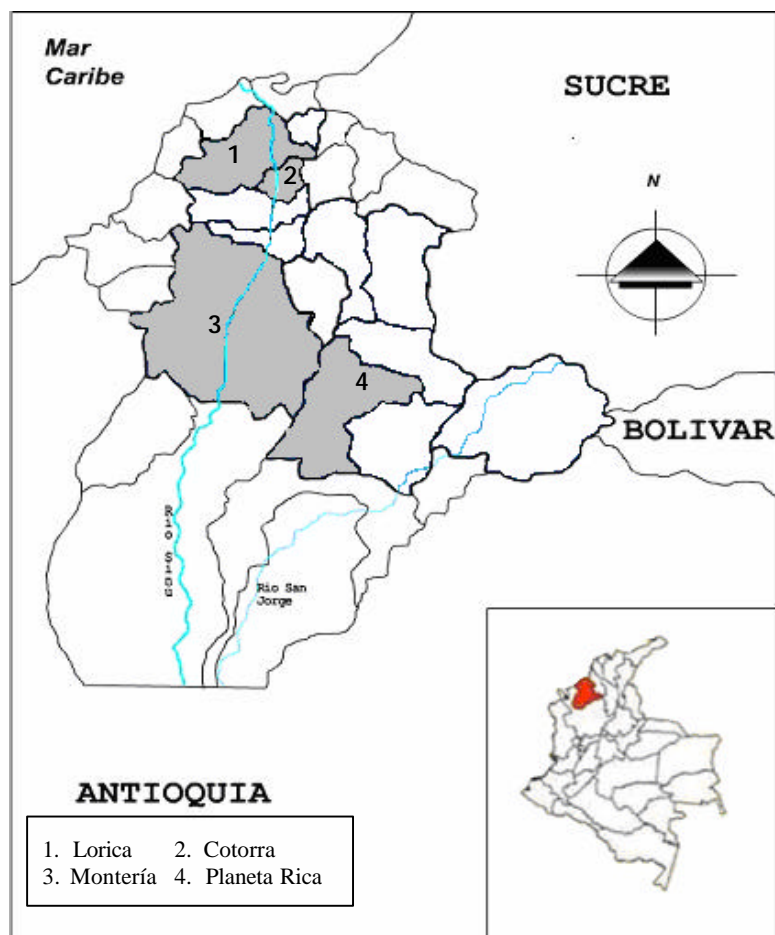 Mar
Caribe
SUCRE
1
2
N
3
4
BOLIVAR
Río Sinú
Rio San
Jorge
ANTIOQUIA
1. Lorica 2. Cotorra
3. Montería 4. Planeta Rica